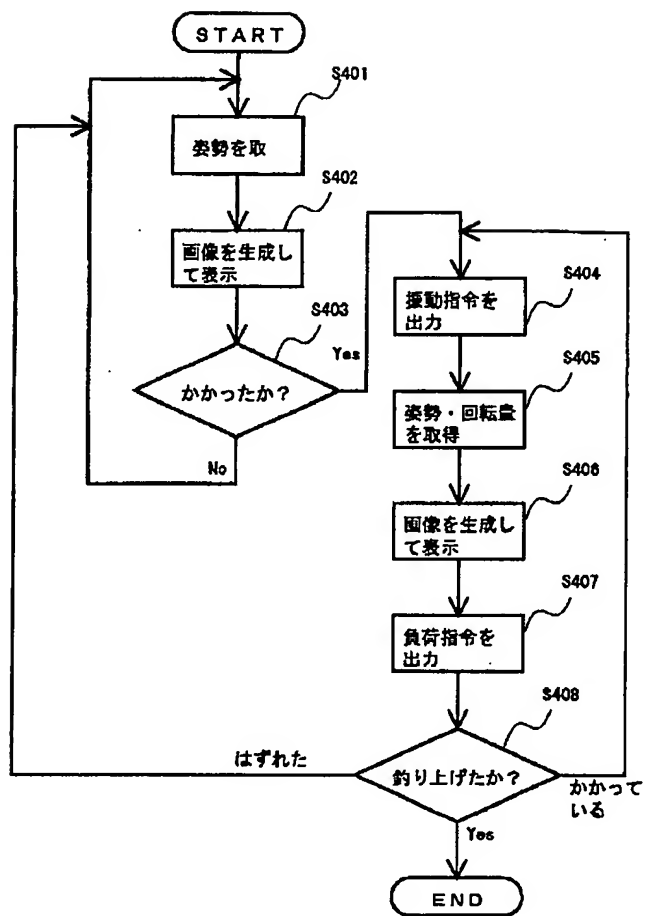 START
S401
姿勢を取
S402
画像を生成し
て表示
S403
かかったか？
Yes
No
S404
振動指令を
出力
S405
姿勢・回転量
を取得
S406
画像を生成し
て表示
S407
負荷指令を
出力
S408
釣り上げたか？
はずれた
かかって
いる
Yes
END